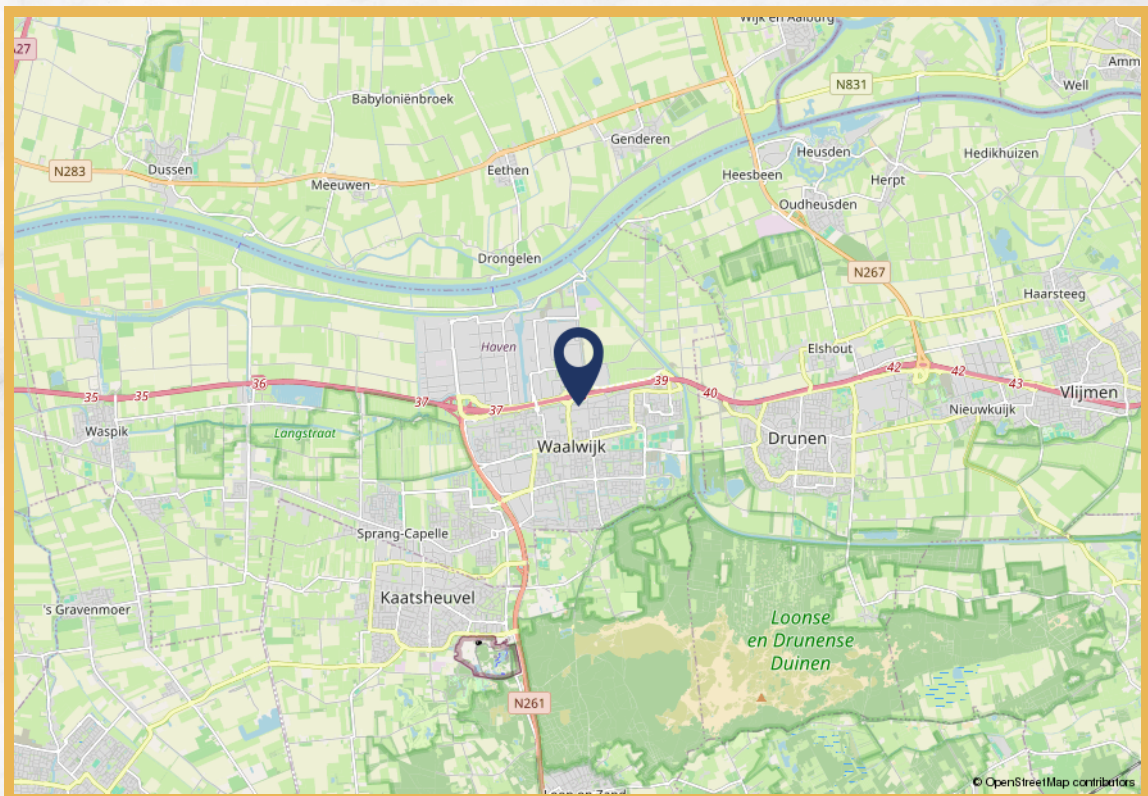 Wijk en Aalburg
A27
Amm
Babyloniënbroek
N831
Well
Genderen
Heusden
Hedikhuizen
Dussen
N283
Eethen
Heesbeen
Herpt
Meeuwen
Oudheusden
Drongelen
N267
Haarsteeg
Haven
Elshout
42
42
39
36
40
43
35
35
37
37
Vlijmen
Nieuwkuijk
Waspik
Langstraat
Waalwijk
Drunen
Sprang-Capelle
Kaatsheuvel
's Gravenmoer
Loonse
en Drunense
Duinen
N261
© OpenStreetMap contributors